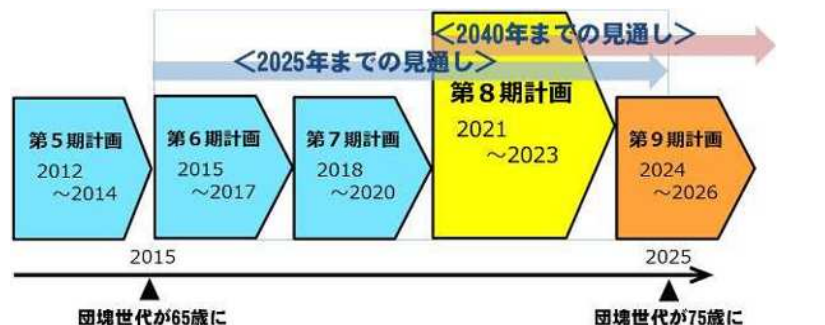 <2040年までの見通し>
<2025年までの見通し>
第5期計画
2012
~2014
第6期計画
2015
~2017
第7期計画
2018
~2020
第8期計画
2021
~2023
第9期計画
2024
~2026
2015
2025
団塊世代が65歳に
団塊世代が75歳に